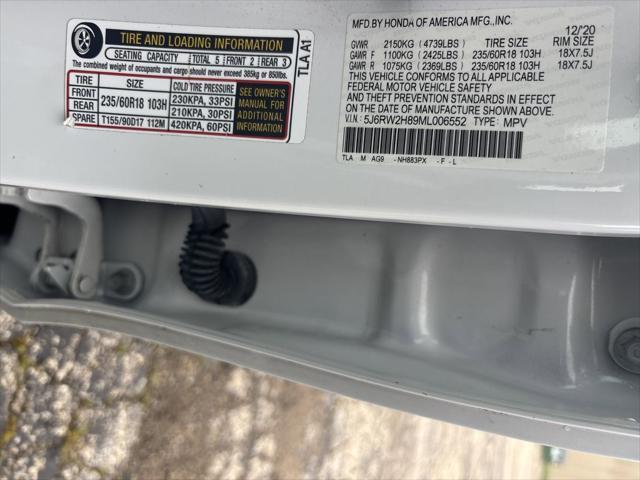 TIRE AND LOADING INFORMATION
SEATING CAPACITY TOTAL 5 FRONT 2 REAR 3
The combined weight of occupants and cargo should never exceed 385kg or 850lbs.
TIRE SIZE COLD TIRE PRESSURE
FRONT 235/60R18 103H 230KPA, 33PSI
REAR 210KPA, 30PSI
SPARE T155/90D17 112M 420KPA, 60PSI
SEE OWNER'S
MANUAL FOR
ADDITIONAL
INFORMATION
TLA A1
MFD.BY HONDA OF AMERICA MFG.,INC. 12/20
GVWR 2150KG (4739LBS) TIRE SIZE RIM SIZE
GAWR F 1100KG (2425LBS) 235/60R18 103H 18X7.5J
GAWR R 1075KG (2369LBS) 235/60R18 103H 18X7.5J
THIS VEHICLE CONFORMS TO ALL APPLICABLE
FEDERAL MOTOR VEHICLE SAFETY, BUMPER, AND
THEFT PREVENTION STANDARDS IN EFFECT
ON THE DATE OF MANUFACTURE SHOWN ABOVE.
V.I.N.: 5J6RW2H89ML006552 TYPE: MPV
TLA M AG9 -NH883PX -F -L